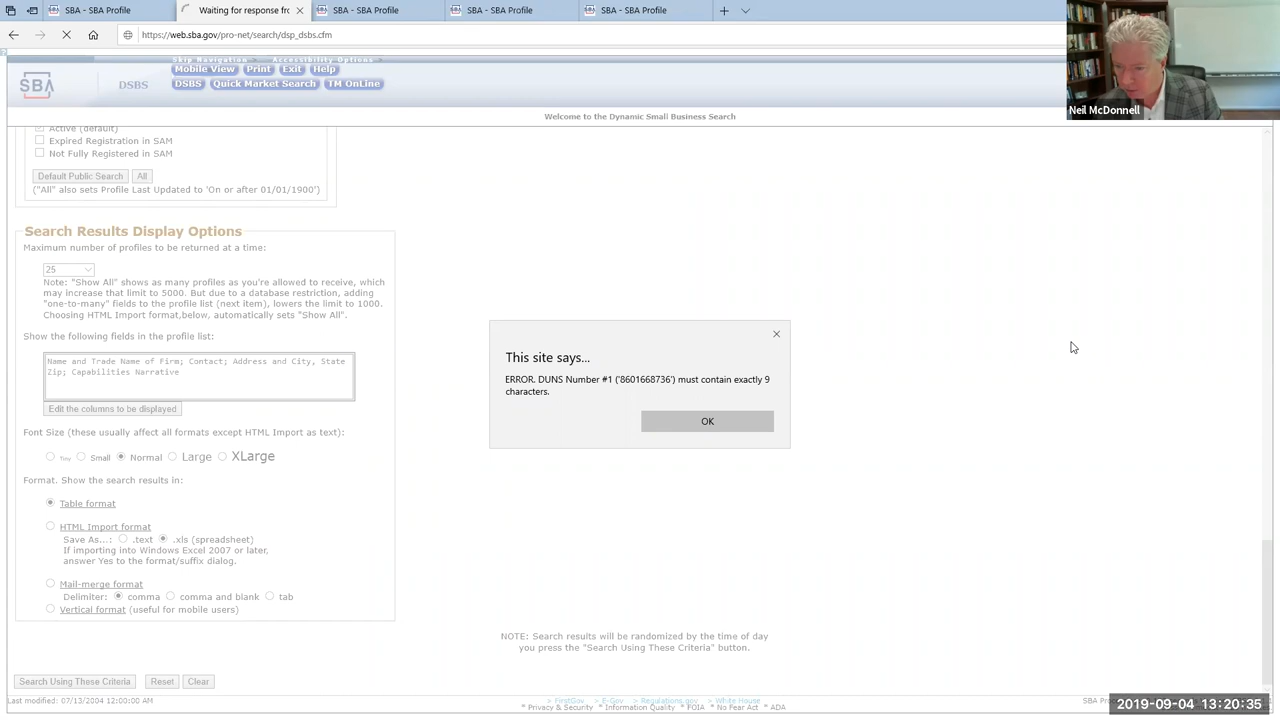 SBA - SBA Profile
Waiting for response fro
SBA - SBA Profile
SBA - SBA Profile
SBA - SBA Profile
https://web.sba.gov/pro-net/search/dsp_dsbs.cfm
Skip Navigation Accessibility Options
Mobile View Print Exit Help
SBA DSBS DSBS Quick Market Search TM OnLine
Neil McDonnell
Welcome to the Dynamic Small Business Search
Active (default)
Expired Registration in SAM
Not Fully Registered in SAM
Default Public Search All
("All" also sets Profile Last Updated to 'On or after 01/01/1900')
Search Results Display Options
Maximum number of profiles to be returned at a time:
25
Note: "Show All" shows as many profiles as you're allowed to receive, which
may increase that limit to 5000. But due to a database restriction, adding
"one-to-many" fields to the profile list (next item), lowers the limit to 1000.
Choosing HTML Import format,below, automatically sets "Show All".
Show the following fields in the profile list:
Name and Trade Name of Firm; Contact; Address and City, State
Zip; Capabilities Narrative
Edit the columns to be displayed
Font Size (these usually affect all formats except HTML Import as text):
Tiny Small Normal Large XLarge
Format. Show the search results in:
Table format
HTML Import format
Save As...: .text .xls (spreadsheet)
If importing into Windows Excel 2007 or later,
answer Yes to the format/suffix dialog.
Mail-merge format
Delimiter: comma comma and blank tab
Vertical format (useful for mobile users)
This site says...
ERROR. DUNS Number #1 ('8601668736') must contain exactly 9
characters.
OK
NOTE: Search results will be randomized by the time of day
you press the "Search Using These Criteria" button.
Search Using These Criteria Reset Clear
Last modified: 07/13/2004 12:00:00 AM
> FirstGov > E-Gov > Regulations.gov > White House
* Privacy & Security * Information Quality * FOIA * No Fear Act * ADA
2019-09-04 13:20:35